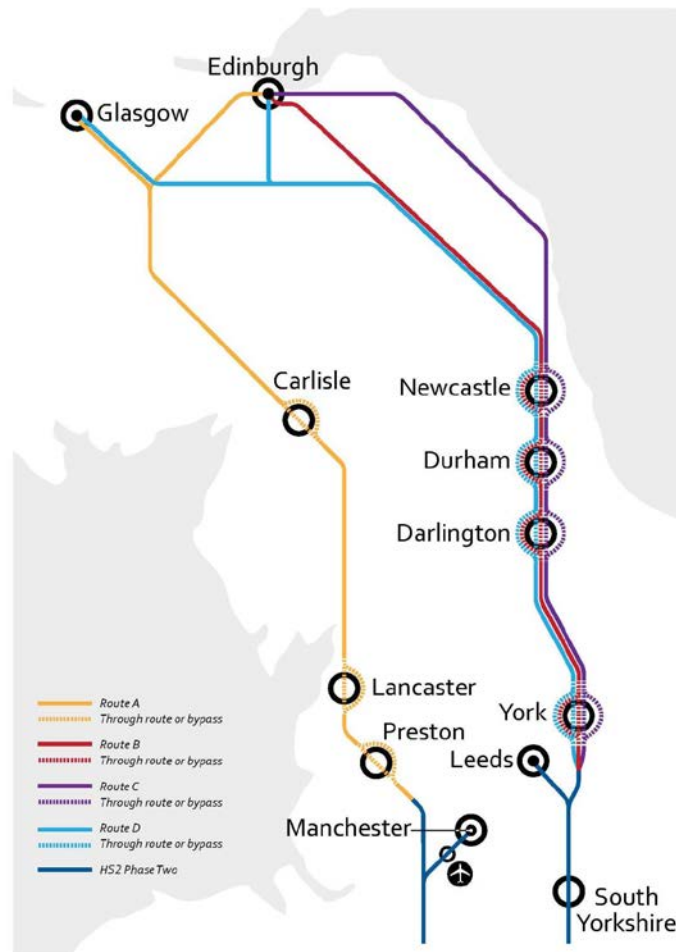 Edinburgh
Glasgow
Carlisle
Newcastle
Durham
Darlington
Lancaster
York
Preston
Leeds
Manchester
South
Yorkshire
Route A
Through route or bypass
Route B
Through route or bypass
Route C
Through route or bypass
Route D
Through route or bypass
HS2 Phase Two